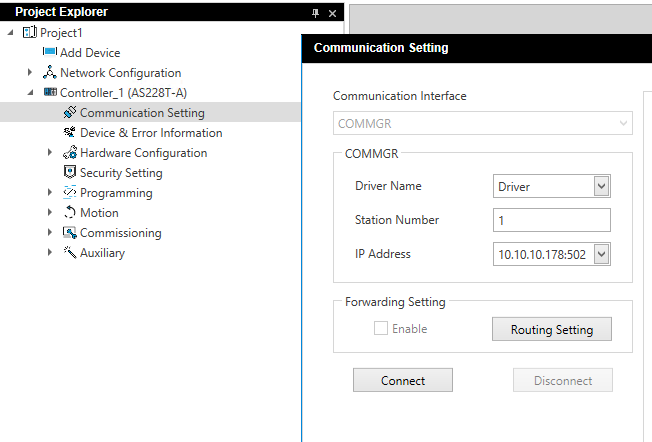 Project Explorer
Project1
Add Device
Network Configuration
Controller_1 (AS228T-A)
Communication Setting
Device & Error Information
Hardware Configuration
Security Setting
Programming
Motion
Commissioning
Auxiliary
Communication Setting
Communication Interface
COMMGR
COMMGR
Driver Name
Driver
Station Number
1
IP Address
10.10.10.178:502
Forwarding Setting
Enable
Routing Setting
Connect
Disconnect